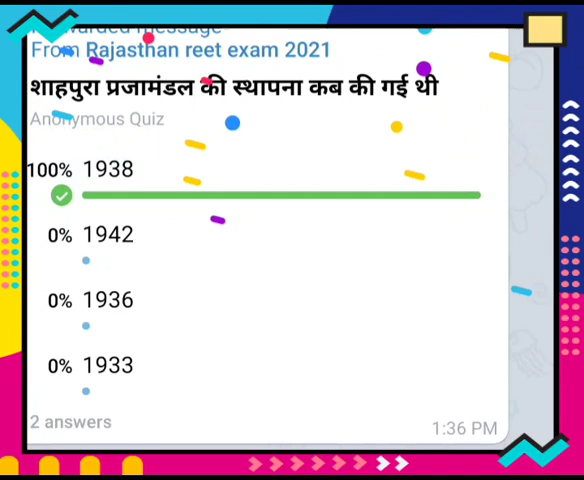 From Rajasthan reet exam 2021
शाहपुरा प्रजामंडल की स्थापना कब की गई थी
Anonymous Quiz
100% 1938
0% 1942
0% 1936
0% 1933
2 answers
1:36 PM